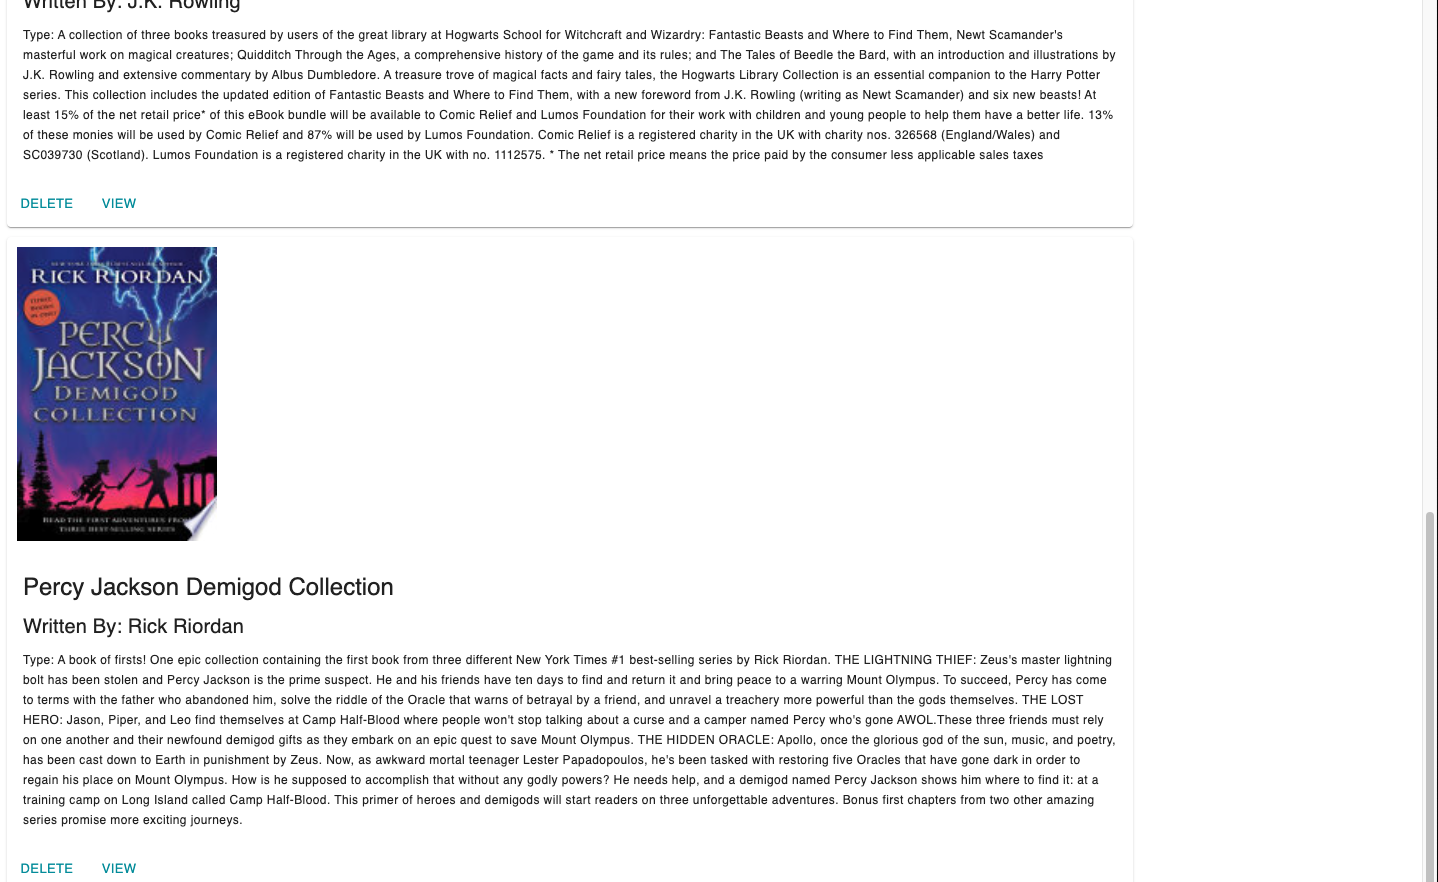 Written By: J.K. Rowling
Type: A collection of three books treasured by users of the great library at Hogwarts School for Witchcraft and Wizardry: Fantastic Beasts and Where to Find Them, Newt Scamander's
masterful work on magical creatures; Quidditch Through the Ages, a comprehensive history of the game and its rules; and The Tales of Beedle the Bard, with an introduction and illustrations by
J.K. Rowling and extensive commentary by Albus Dumbledore. A treasure trove of magical facts and fairy tales, the Hogwarts Library Collection is an essential companion to the Harry Potter
series. This collection includes the updated edition of Fantastic Beasts and Where to Find Them, with a new foreword from J.K. Rowling (writing as Newt Scamander) and six new beasts! At
least 15% of the net retail price* of this eBook bundle will be available to Comic Relief and Lumos Foundation for their work with children and young people to help them have a better life. 13%
of these monies will be used by Comic Relief and 87% will be used by Lumos Foundation. Comic Relief is a registered charity in the UK with charity nos. 326568 (England/Wales) and
SC039730 (Scotland). Lumos Foundation is a registered charity in the UK with no. 1112575. * The net retail price means the price paid by the consumer less applicable sales taxes
DELETE VIEW
RICK RIORDAN
PERCY
JACKSON
DEMIGOD
COLLECTION
READ THE FIRST ADVENTURES FROM
THREE BEST-SELLING SERIES
Percy Jackson Demigod Collection
Written By: Rick Riordan
Type: A book of firsts! One epic collection containing the first book from three different New York Times #1 best-selling series by Rick Riordan. THE LIGHTNING THIEF: Zeus's master lightning
bolt has been stolen and Percy Jackson is the prime suspect. He and his friends have ten days to find and return it and bring peace to a warring Mount Olympus. To succeed, Percy has come
to terms with the father who abandoned him, solve the riddle of the Oracle that warns of betrayal by a friend, and unravel a treachery more powerful than the gods themselves. THE LOST
HERO: Jason, Piper, and Leo find themselves at Camp Half-Blood where people won't stop talking about a curse and a camper named Percy who's gone AWOL.These three friends must rely
on one another and their newfound demigod gifts as they embark on an epic quest to save Mount Olympus. THE HIDDEN ORACLE: Apollo, once the glorious god of the sun, music, and poetry,
has been cast down to Earth in punishment by Zeus. Now, as awkward mortal teenager Lester Papadopoulos, he's been tasked with restoring five Oracles that have gone dark in order to
regain his place on Mount Olympus. How is he supposed to accomplish that without any godly powers? He needs help, and a demigod named Percy Jackson shows him where to find it: at a
training camp on Long Island called Camp Half-Blood. This primer of heroes and demigods will start readers on three unforgettable adventures. Bonus first chapters from two other amazing
series promise more exciting journeys.
DELETE VIEW